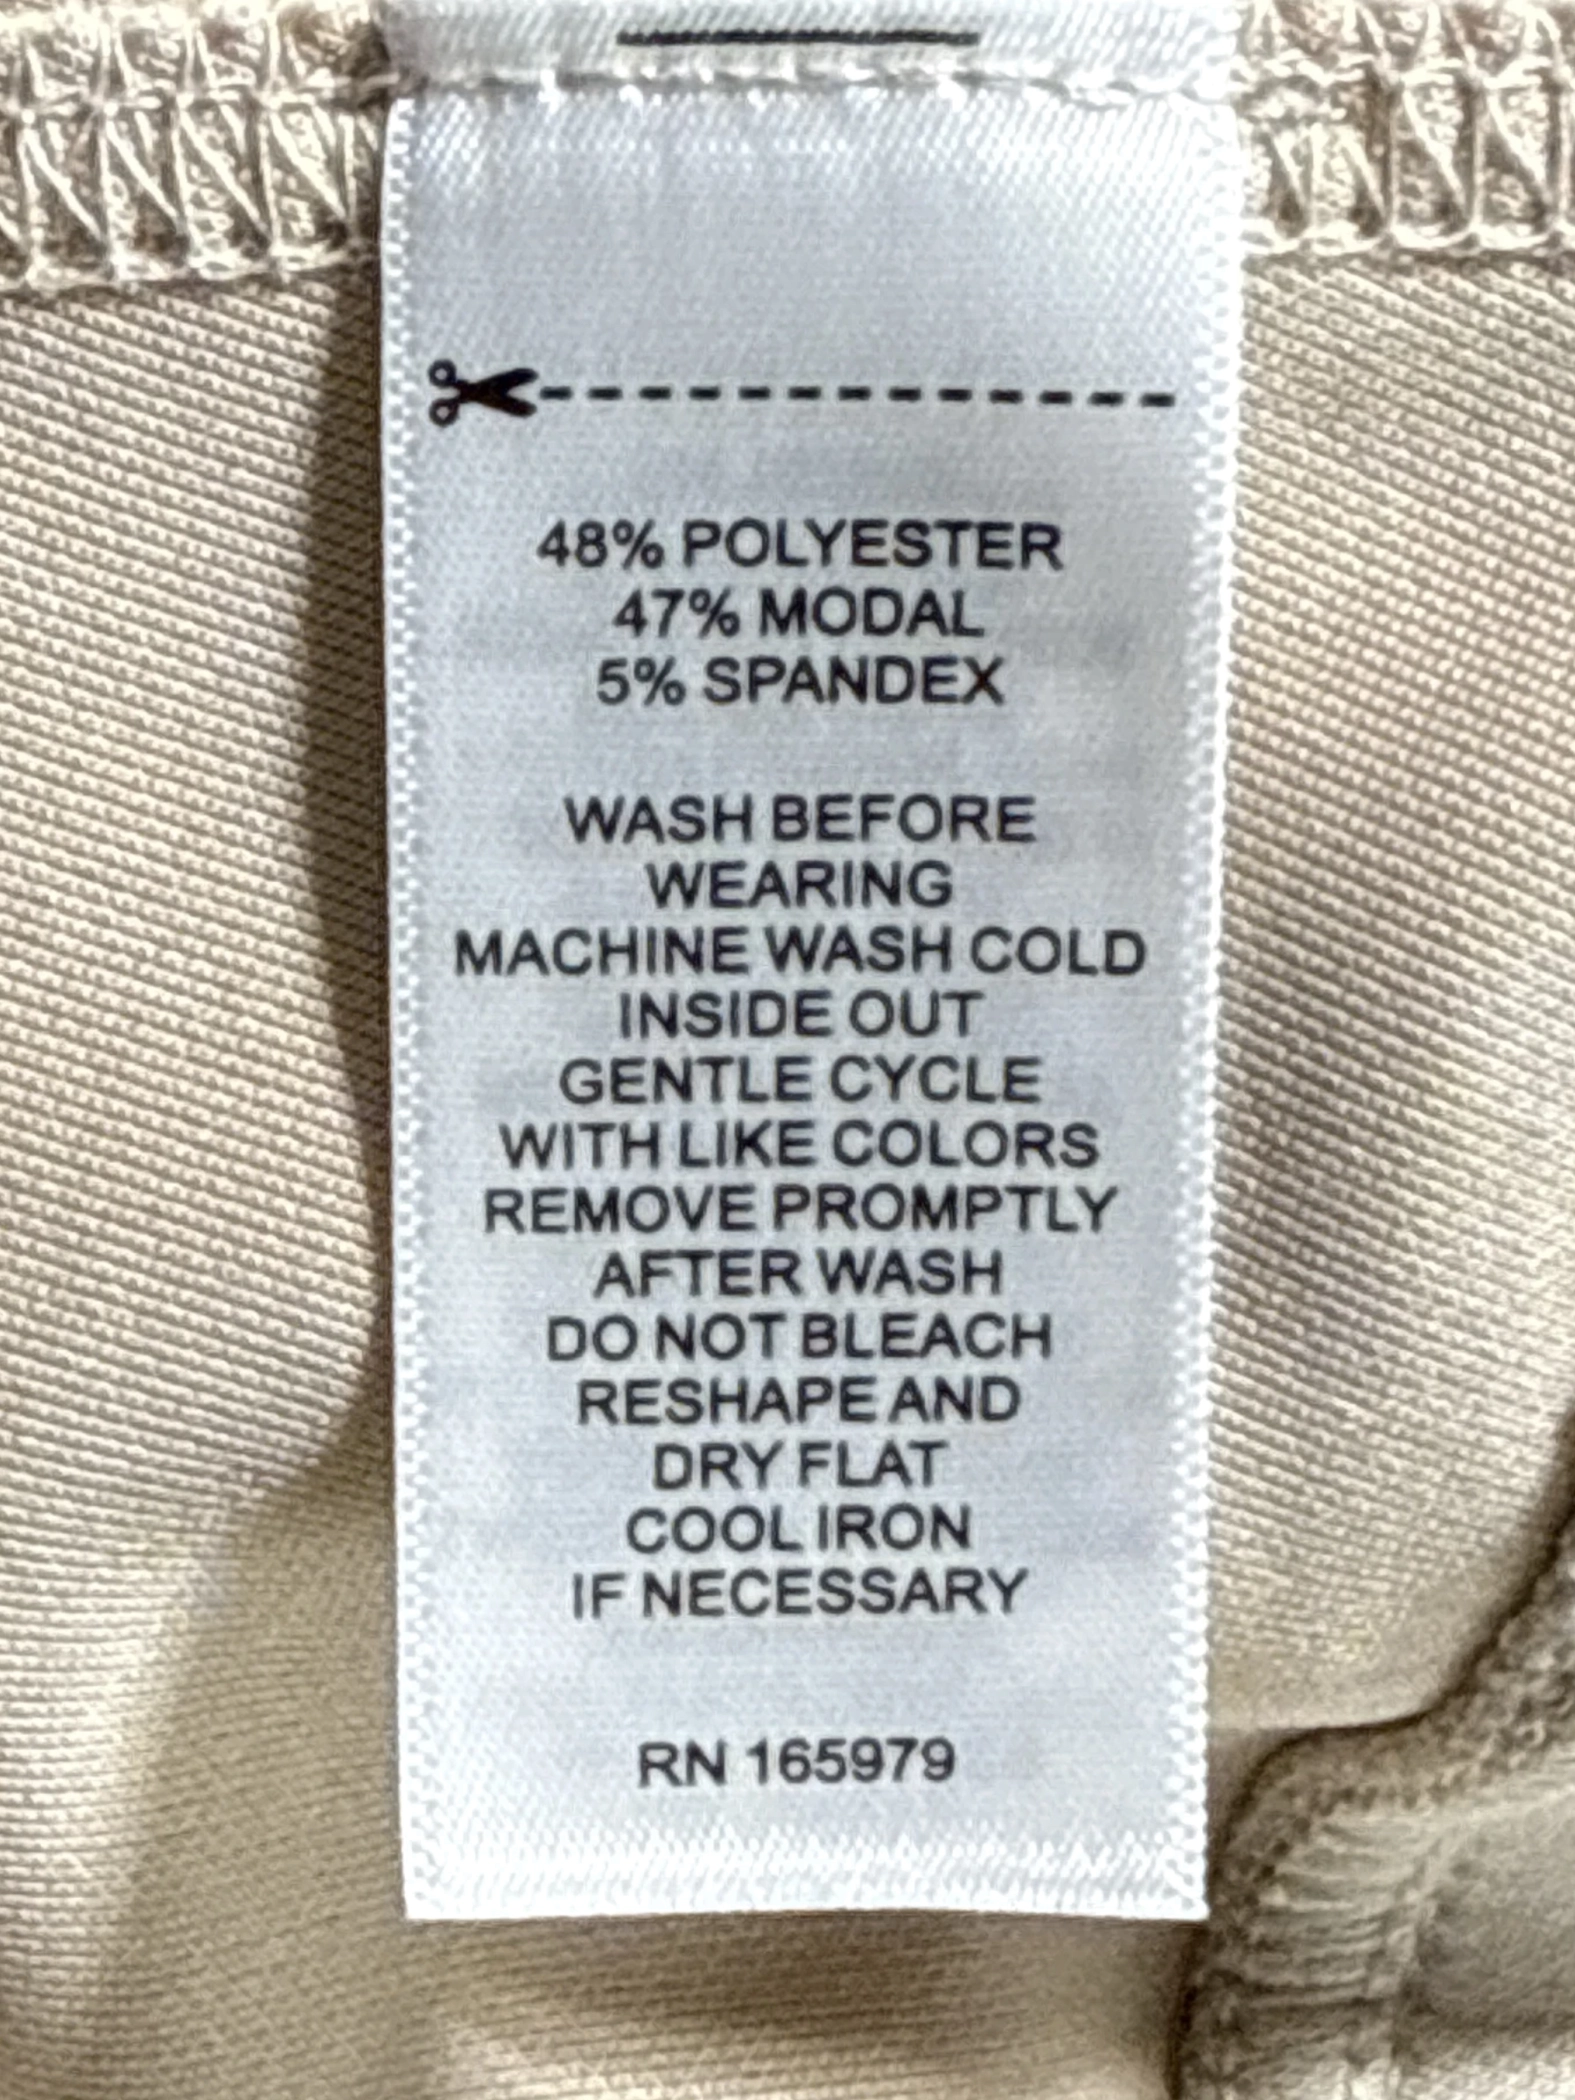 48% POLYESTER
47% MODAL
5% SPANDEX
WASH BEFORE
WEARING
MACHINE WASH COLD
INSIDE OUT
GENTLE CYCLE
WITH LIKE COLORS
REMOVE PROMPTLY
AFTER WASH
DO NOT BLEACH
RESHAPE AND
DRY FLAT
COOL IRON
IF NECESSARY
RN 165979